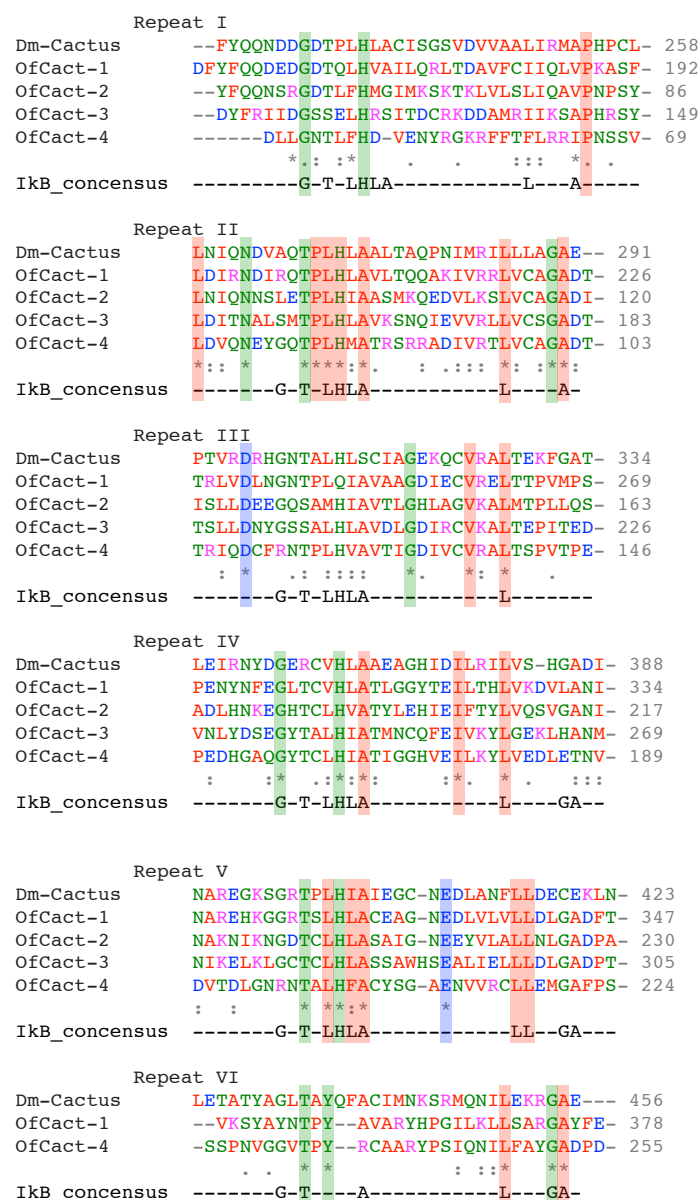 Repeat I
Dm-Cactus --FYQQNDDGDTPLHLACISGSVDVVAALIRMAPHPCL- 258
OfCact-1 DFYFQQDEDGDTQLHVAILQRLTDAVFCIIQLVPKASF- 192
OfCact-2 -YFQQNSRGDTLFHMGIMKSKTKLVLSLIQAVPNPSY- 86
OfCact-3 --DYFRIIDGSSELHRSITDCRKDDAMRIIKSAPHRSY- 149
OfCact-4 ------DLLGNTLFHD-VENYRGKRFFTFLRRIPNSSV- 69
*.: :* . . ::: *. .
IkB_concensus ---------G-T-LHLA-----------L---A-----
Repeat II
Dm-Cactus LNIQNDVAQTPLHLAALTAQPNIMRILLLAGAE-- 291
OfCact-1 LDIRNDIRQTPLHLAVLTQQAKIVRRLVCAGADT- 226
OfCact-2 LNIQNNSLETPLHIAASMKQEDVLKSLVCAGADI- 120
OfCact-3 LDITNALSMTPLHLAVKSNQIEVVRLLVCSGADT- 183
OfCact-4 LDVQNEYGQTPLHMATRSRRADIVRTLVCAGADT- 103
*:: * :****:* . : .::: *: :**:
IkB_concensus -------G-T-LHLA-----------L----A-
Repeat III
Dm-Cactus PTVRDRHGNTALHLSCIAGEKQCVRALTEKFGAT- 334
OfCact-1 TRLVDLNGNTPLQIAVAAGDIECVRELTTPVMPS- 269
OfCact-2 ISLLDEEGQSAMHIAVTLGHLAGVKALMTPLLQS- 163
OfCact-3 TSLLDNYGSSALHLAVDLGDIRCVKALTEPITED- 226
OfCact-4 TRIQDCFRNTPLHVAVTIGDIVCVRALTSPVTPE- 146
: * .: :::: *. *: * .
IkB_concensus -------G-T-LHLA-----------L-------
Repeat IV
Dm-Cactus LEIRNYDGERCVHLAAEAGHIDILRILVS-HGADI- 388
OfCact-1 PENYNFEGLTCVHLATLGGYTEILTHLVKDVLANI- 334
OfCact-2 ADLHNKEGHTCLHVATYLEHIEIFTYLVQSVGANI- 217
OfCact-3 VNLYDSEGYTALHIATMNCQFEIVKYLGEKLHANM- 269
OfCact-4 PEDHGAQGYTCLHIATIGGHVEILKYLVEDLETNV- 189
: :* .:*:*: :*. * . :::
IkB_concensus -------G-T-LHLA-----------L----GA--
Repeat V
Dm-Cactus NAREGKSGRTPLHIAIEGC-NEDLANFLLDECEKLN- 423
OfCact-1 NAREHKGGRTSLHLACEAG-NEDLVLVLLDLGADFT- 347
OfCact-2 NAKNIKNGDTCLHLASAIG-NEEYVLALLNLGADPA- 230
OfCact-3 NIKELKLGCTCLHLASSAWHSEALIELLLDLGADPT- 305
OfCact-4 DVTDLGNRNTALHFACYSG-AENVVRCLLEMGAFPS- 224
: : * **:* *
IkB_concensus -------G-T-LHLA------------LL--GA---
Repeat VI
Dm-Cactus LETATYAGLTAYQFACIMNKSRMQNILEKRGAE--- 456
OfCact-1 --VKSYAYNTPY--AVARYHPGILKLLSARGAYFE- 378
OfCact-4 -SSPNVGGVTPY--RCAARYPSIQNILFAYGADPD- 255
. . * * : ::* **
IkB_concensus -------G-T----A-----------L---GA-